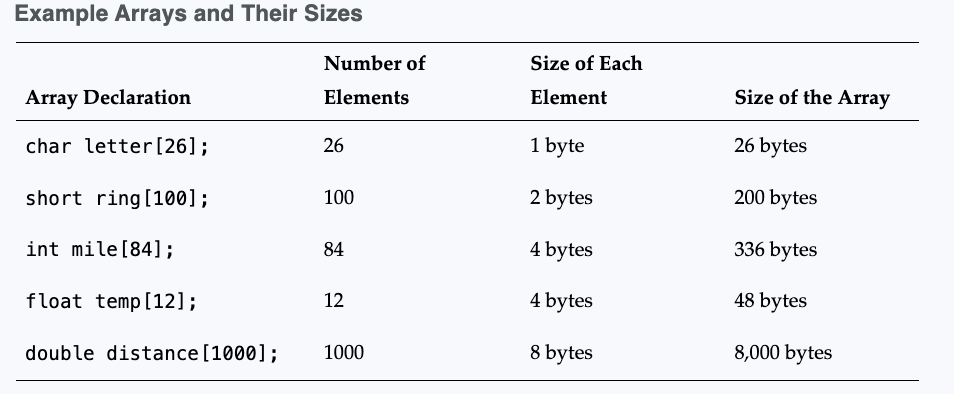 Example Arrays and Their Sizes
Number of Size of Each
Array Declaration Elements Element Size of the Array
char letter[26]; 26 1 byte 26 bytes
short ring[100]; 100 2 bytes 200 bytes
int mile[84]; 84 4 bytes 336 bytes
float temp[12]; 12 4 bytes 48 bytes
double distance[1000]; 1000 8 bytes 8,000 bytes